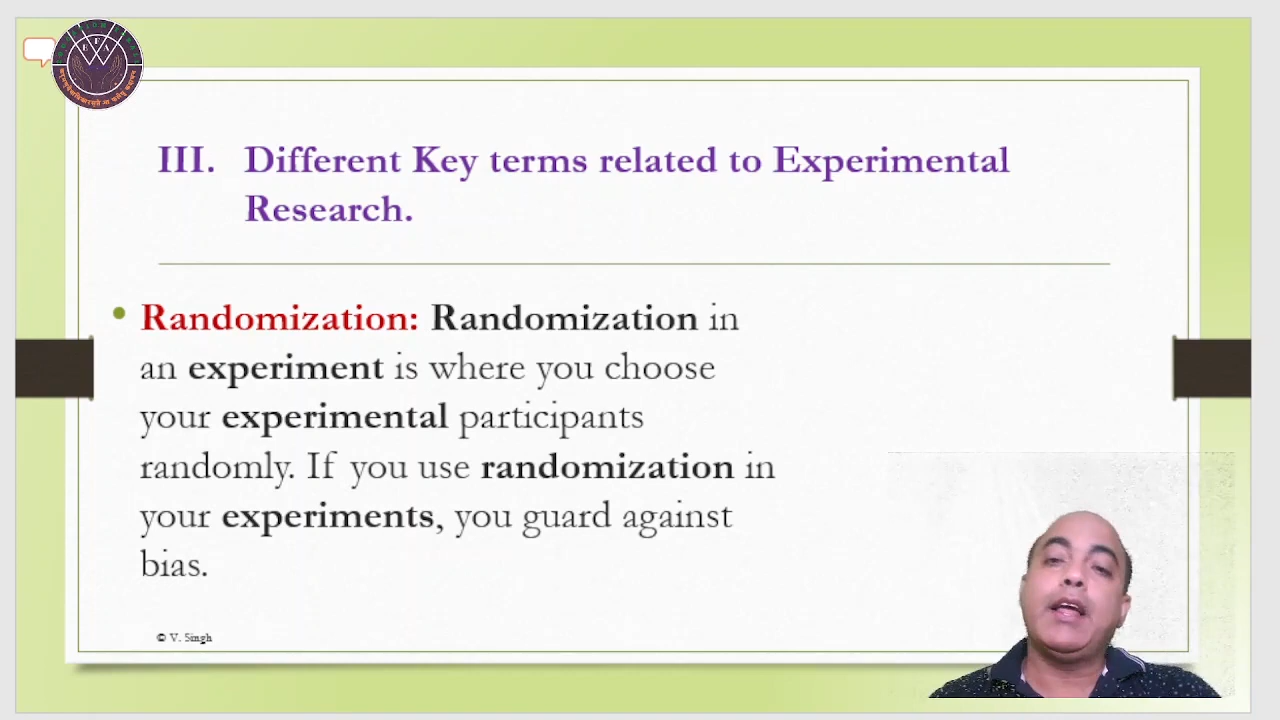 III. Different Key terms related to Experimental
Research.
• Randomization: Randomization in
an experiment is where you choose
your experimental participants
randomly. If you use randomization in
your experiments, you guard against
bias.
© V. Singh